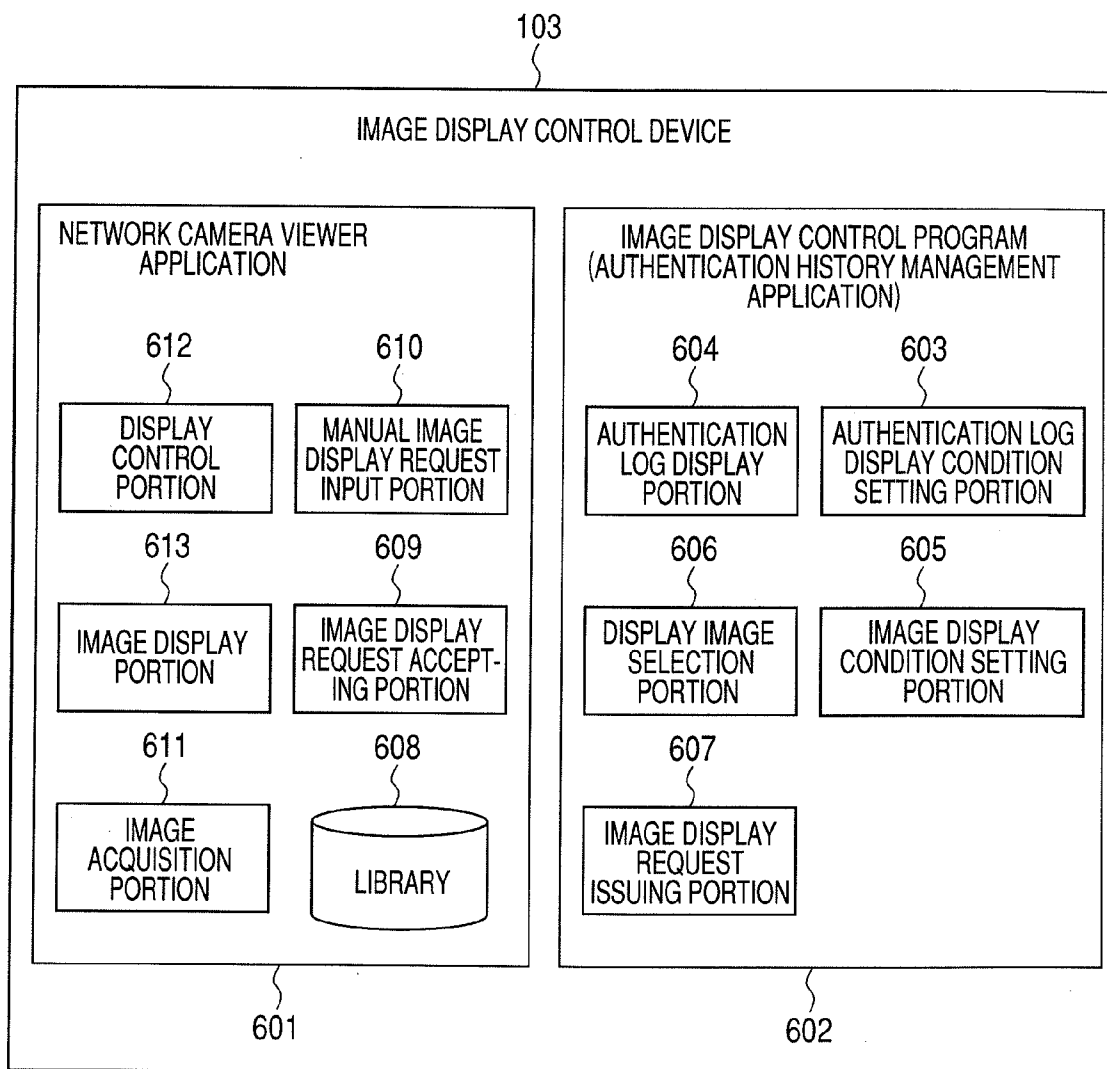 103
IMAGE DISPLAY CONTROL DEVICE
NETWORK CAMERA VIEWER
APPLICATION
612
DISPLAY
CONTROL
PORTION
610
MANUAL IMAGE
DISPLAY REQUEST
INPUT PORTION
613
IMAGE DISPLAY
PORTION
609
IMAGE DISPLAY
REQUEST ACCEPT-
ING PORTION
611
IMAGE
ACQUISITION
PORTION
608
LIBRARY
601
IMAGE DISPLAY CONTROL PROGRAM
(AUTHENTICATION HISTORY MANAGEMENT
APPLICATION)
604
AUTHENTICATION
LOG DISPLAY
PORTION
603
AUTHENTICATION LOG
DISPLAY CONDITION
SETTING PORTION
606
DISPLAY IMAGE
SELECTION
PORTION
605
IMAGE DISPLAY
CONDITION SETTING
PORTION
607
IMAGE DISPLAY
REQUEST
ISSUING PORTION
602